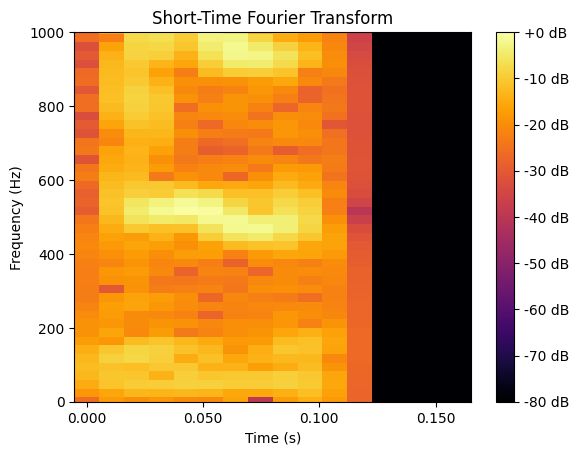 Short-Time Fourier Transform
1000
800
600
400
200
0
Frequency (Hz)
0.000
0.050
0.100
0.150
Time (s)
+0 dB
-10 dB
-20 dB
-30 dB
-40 dB
-50 dB
-60 dB
-70 dB
-80 dB